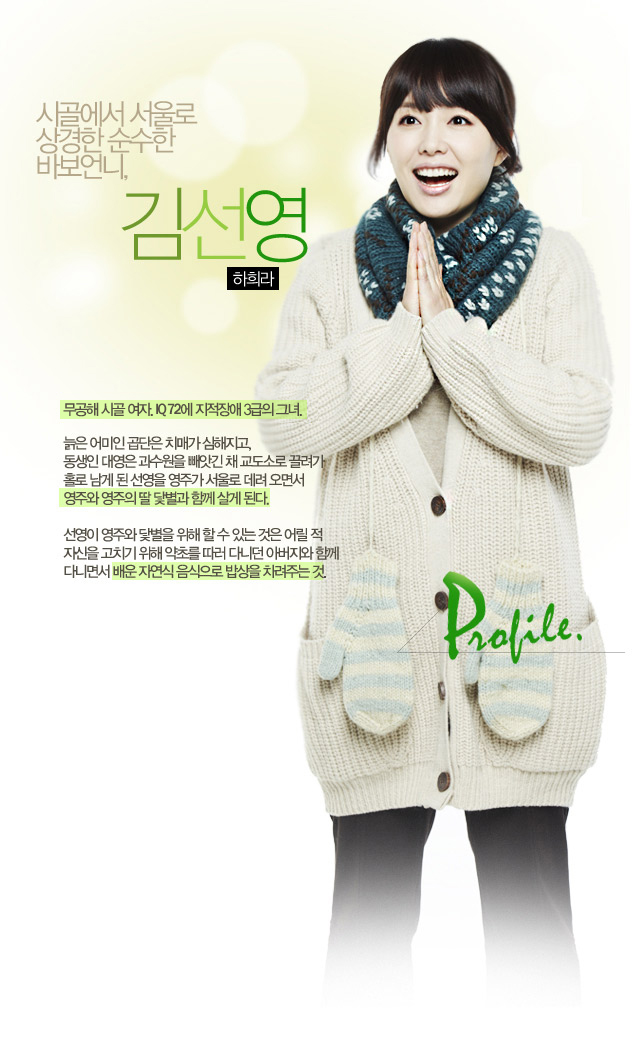 시골에서 서울로
상경한 순수한
바보언니,
김선영
하희라
무공해 시골 여자. IQ 72에 지적장애 3급의 그녀.
늙은 어미인 곱단은 치매가 심해지고,
동생인 대영은 과수원을 빼앗긴 채 교도소로 끌려가
홀로 남게 된 선영을 영주가 서울로 데려 오면서
영주와 영주의 딸 닻별과 함께 살게 된다.
선영이 영주와 닻별을 위해 할 수 있는 것은 어릴 적
자신을 고치기 위해 약초를 따러 다니던 아버지와 함께
다니면서 배운 자연식 음식으로 밥상을 차려주는 것.
Profile.